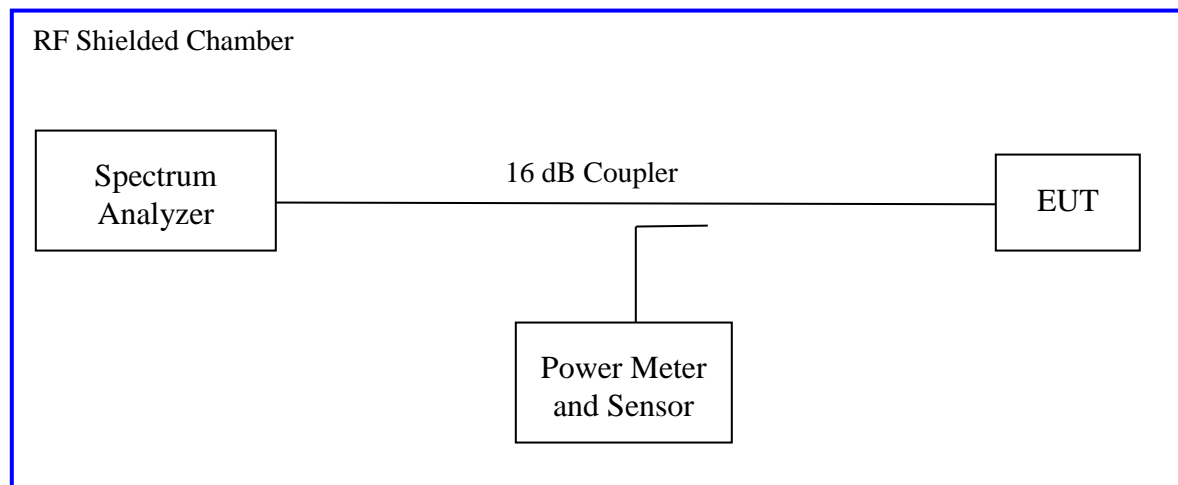 RF Shielded Chamber
16 dB Coupler
Spectrum
Analyzer
EUT
Power Meter
and Sensor